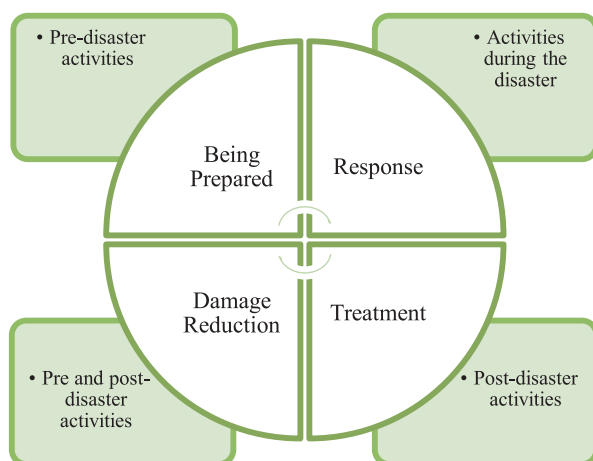 • Pre-disaster
activities
• Activities
during the
disaster
Being
Prepared
Response
Damage
Reduction
Treatment
• Pre and post-
disaster
activities
• Post-disaster
activities